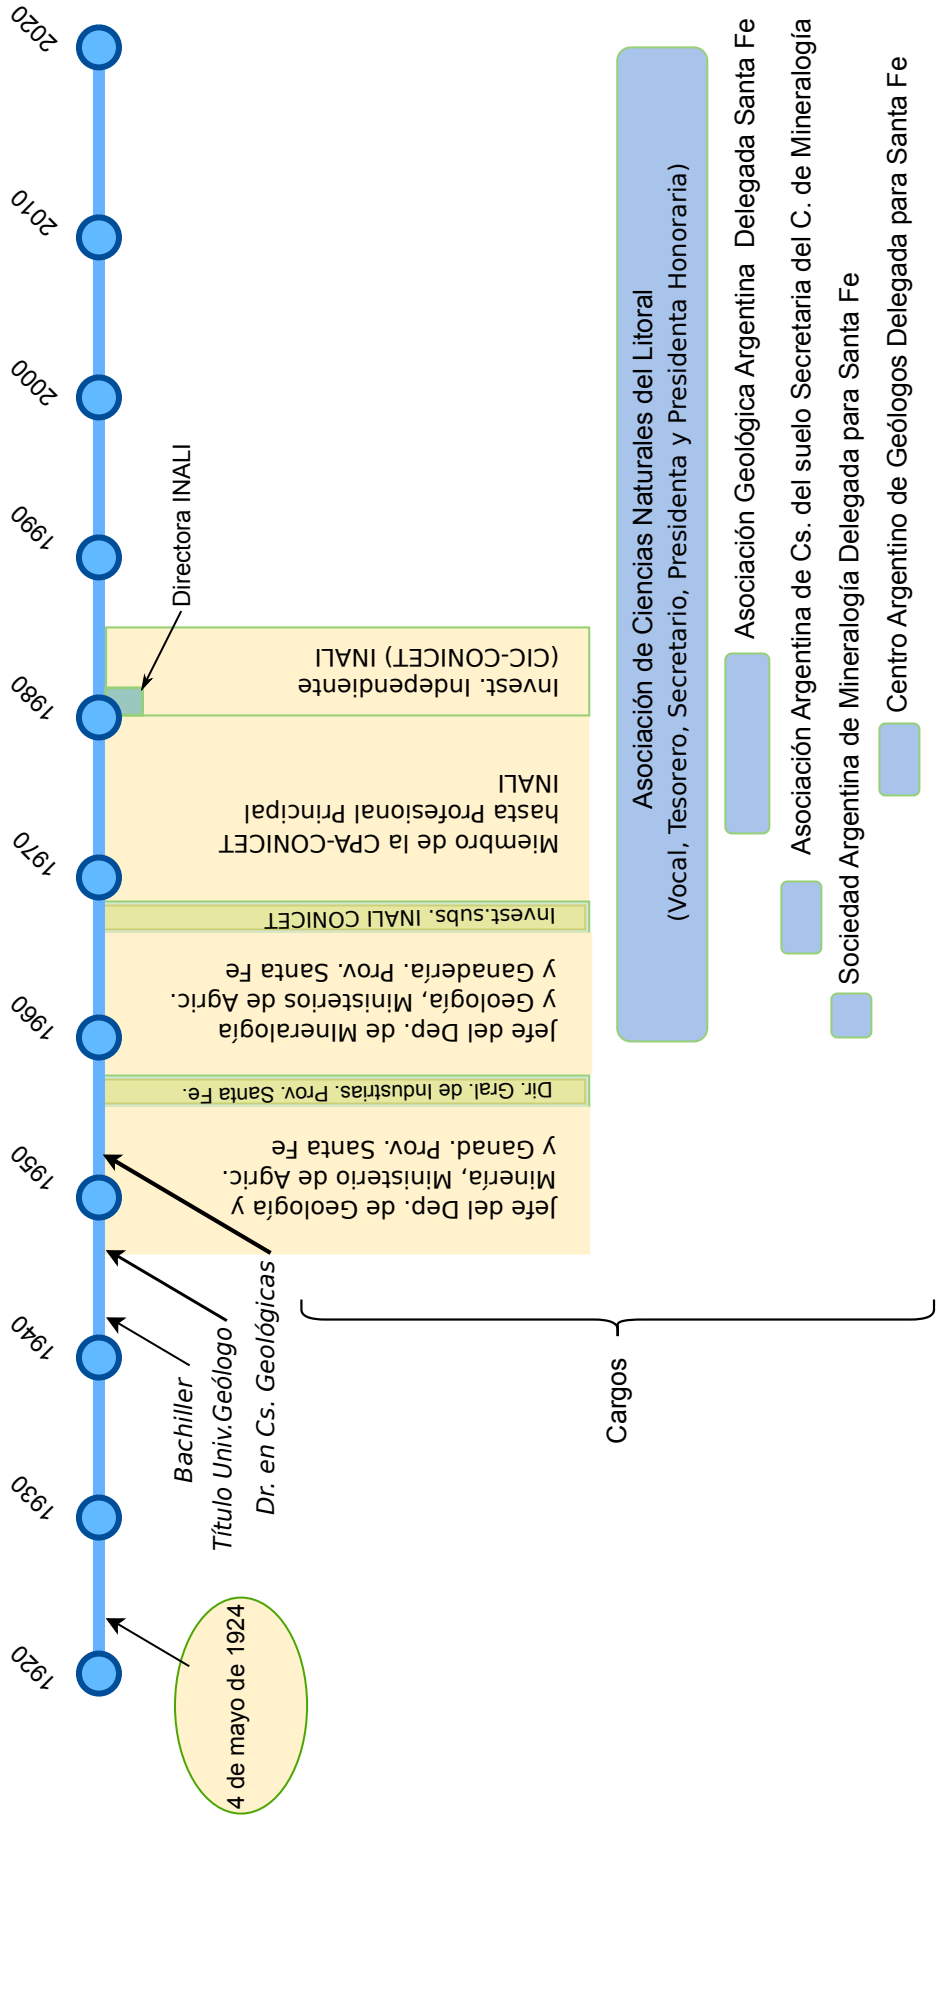 1920
1930
1940
1950
1960
1970
1980
1990
2000
2010
2020
4 de mayo de 1924
Bachiller
Título Univ.Geólogo
Dr. en Cs. Geológicas
Jefe del Dep. de Geología y
Minería, Ministerio de Agric.
y Ganad. Prov. Santa Fe
Dir. Gral. de Industrias. Prov. Santa Fe.
Jefe del Dep. de MIneralogía
y Geología, Ministerios de Agric.
y Ganadería. Prov. Santa Fe
Invest.subs. INALI CONICET
Miembro de la CPA-CONICET
hasta Profesional Principal
INALI
Invest. Independiente
(CIC-CONICET) INALI
Directora INALI
Cargos
Asociación de Ciencias Naturales del Litoral
(Vocal, Tesorero, Secretario, Presidenta y Presidenta Honoraria)
Asociación Geológica Argentina Delegada Santa Fe
Asociación Argentina de Cs. del suelo Secretaria del C. de Mineralogía
Sociedad Argentina de Mineralogía Delegada para Santa Fe
Centro Argentino de Geólogos Delegada para Santa Fe